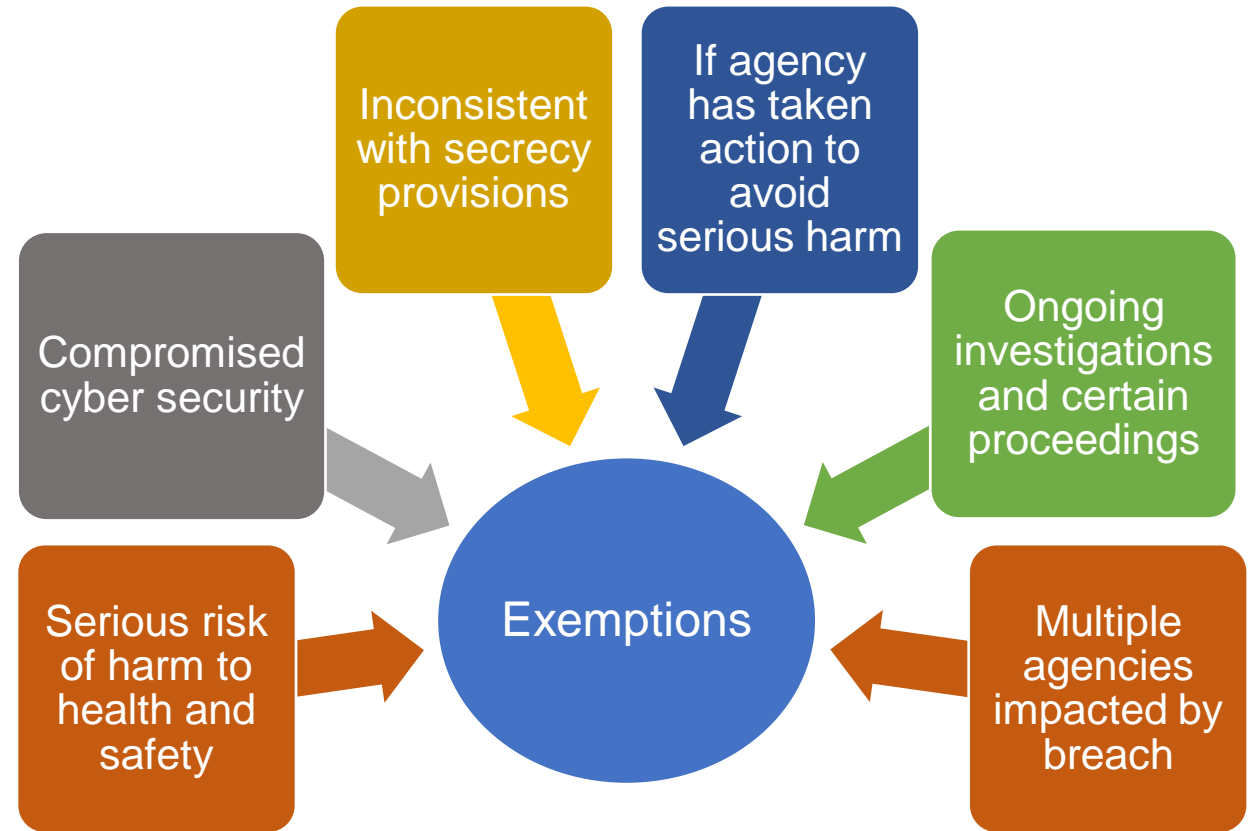 Inconsistent
with secrecy
provisions
If agency
has taken
action to
avoid
serious harm
Compromised
cyber security
Ongoing
investigations
and certain
proceedings
Serious risk
of harm to
health and
safety
Exemptions
Multiple
agencies
impacted by
breach